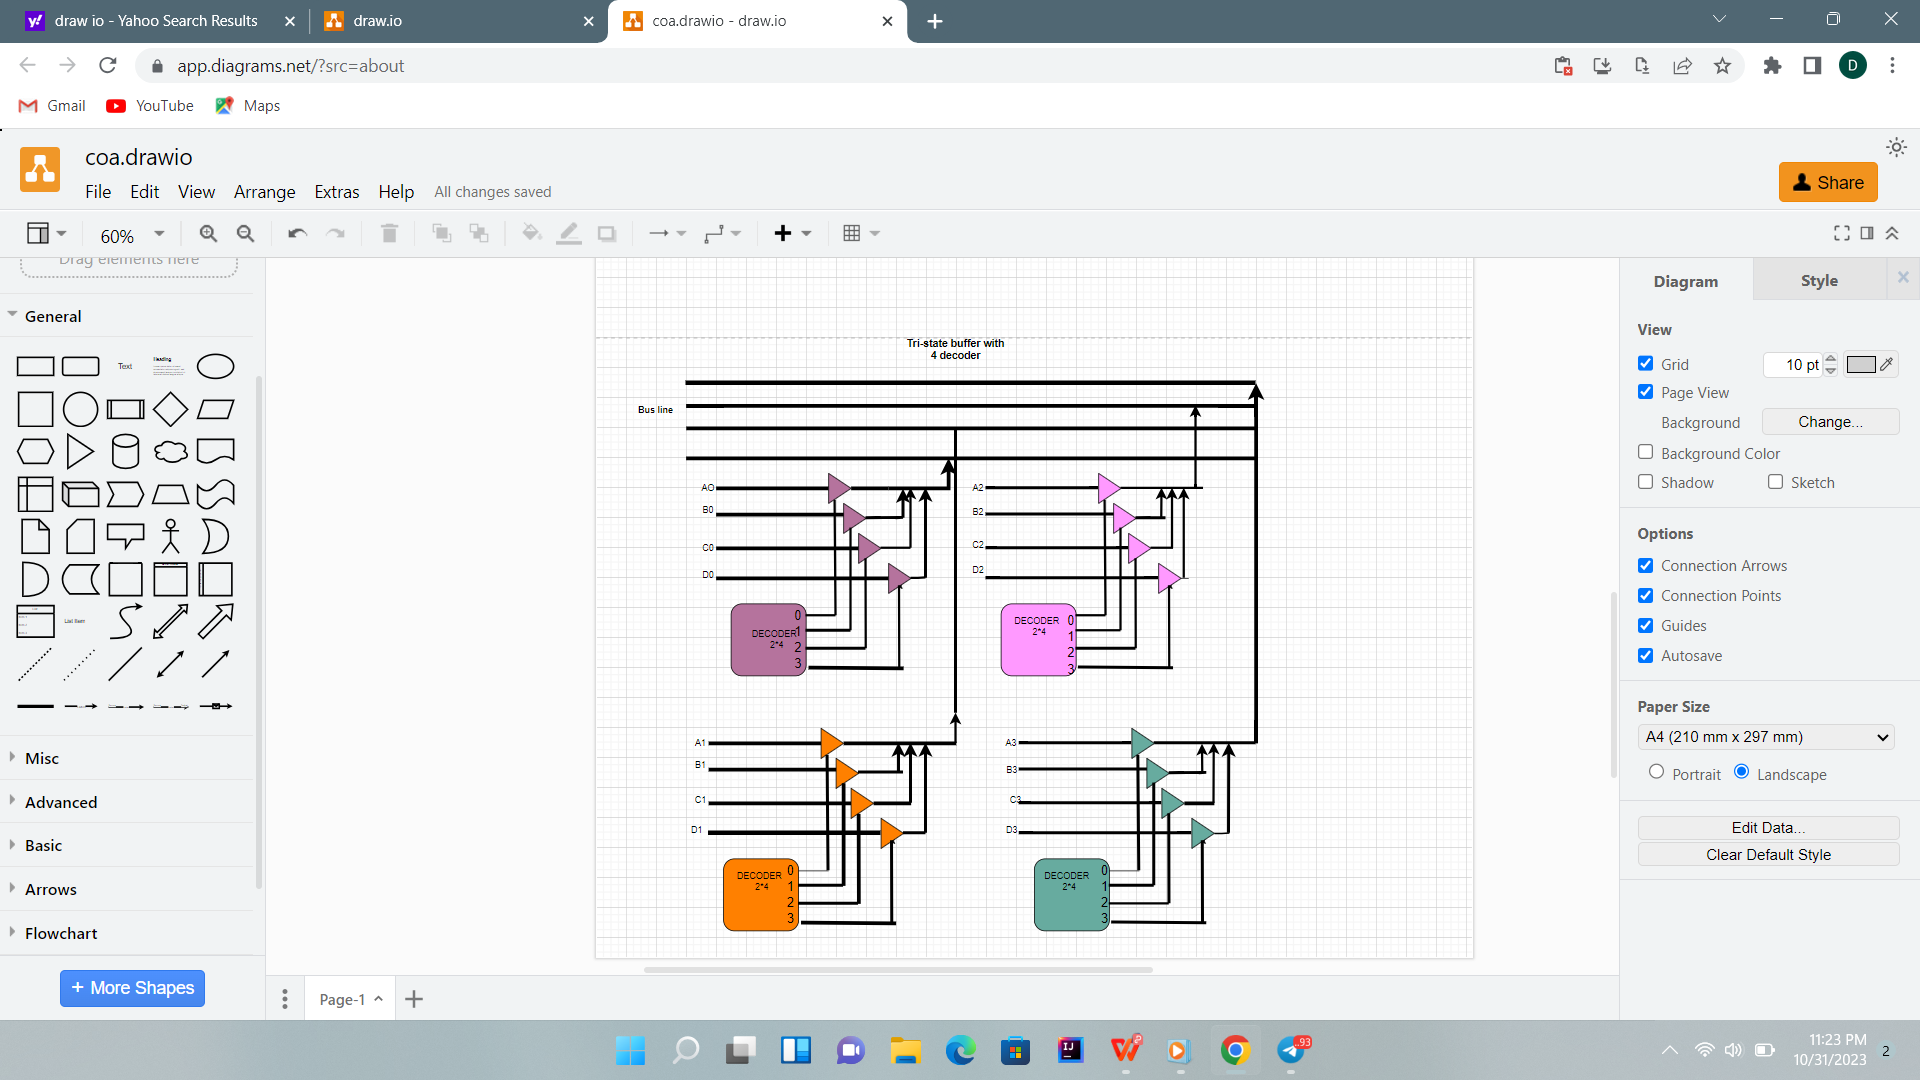 draw io - Yahoo Search Results
draw.io
coa.drawio - draw.io
app.diagrams.net/?src=about
D
Gmail
YouTube
Maps
coa.drawio
File Edit View Arrange Extras Help All changes saved
Share
60%
Drag elements here
General
Text
Heading
List Item
Misc
Advanced
Basic
Arrows
Flowchart
+ More Shapes
Tri-state buffer with
4 decoder
Bus line
AO
B0
C0
D0
DECODER
2*4
0
1
2
3
A2
B2
C2
D2
DECODER
2*4
0
1
2
3
A1
B1
C1
D1
DECODER
2*4
0
1
2
3
A3
B3
C3
D3
DECODER
2*4
0
1
2
3
Page-1
Diagram
Style
View
Grid
10 pt
Page View
Background
Change...
Background Color
Shadow
Sketch
Options
Connection Arrows
Connection Points
Guides
Autosave
Paper Size
A4 (210 mm x 297 mm)
Portrait
Landscape
Edit Data...
Clear Default Style
IJ
93
11:23 PM
10/31/2023
2